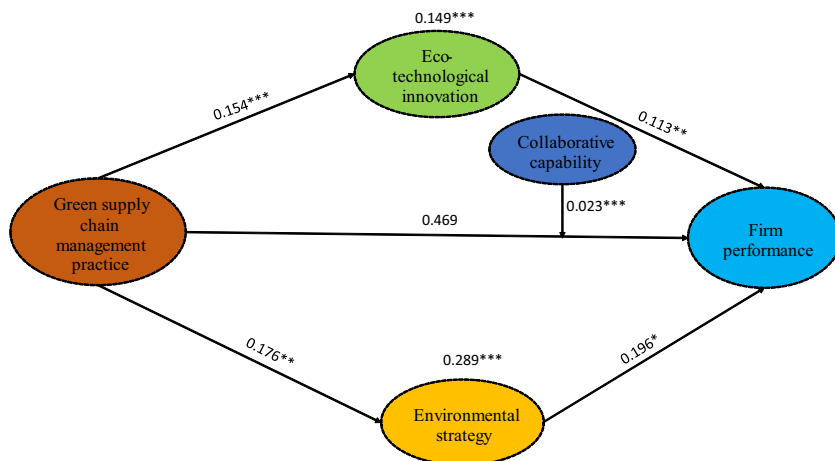 0.149***
Eco-
technological
innovation
0.154***
0.113**
Collaborative
capability
0.023***
Green supply
chain
management
practice
0.469
Firm
performance
0.176**
0.289***
0.196*
Environmental
strategy